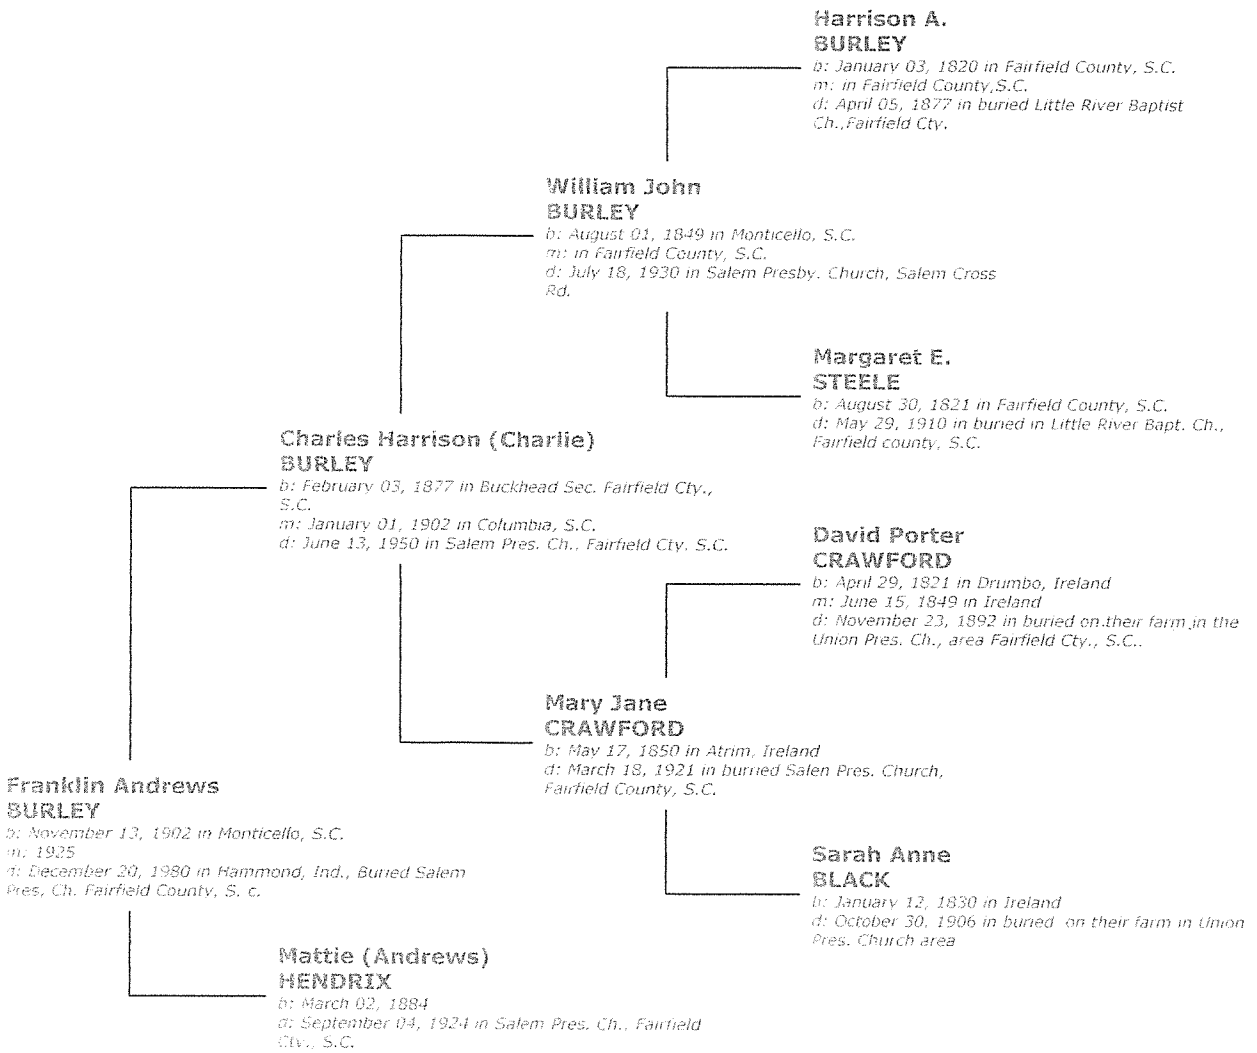 Harrison A.
BURLEY
b: January 03, 1820 in Fairfield County, S.C.
m: in Fairfield County,S.C.
d: April 05, 1877 in buried Little River Baptist
Ch.,Fairfield Cty.
William John
BURLEY
b: August 01, 1849 in Monticello, S.C.
m: in Fairfield County, S.C.
d: July 18, 1930 in Salem Presby. Church, Salem Cross
Rd.
Margaret E.
STEELE
b: August 30, 1821 in Fairfield County, S.C.
d: May 29, 1910 in buried in Little River Bapt. Ch.,
Fairfield county, S.C.
Charles Harrison (Charlie)
BURLEY
b: February 03, 1877 in Buckhead Sec. Fairfield Cty.,
S.C.
m: January 01, 1902 in Columbia, S.C.
d: June 13, 1950 in Salem Pres. Ch., Fairfield Cty. S.C.
David Porter
CRAWFORD
b: April 29, 1821 in Drumbo, Ireland
m: June 15, 1849 in Ireland
d: November 23, 1892 in buried on their farm in the
Union Pres. Ch., area Fairfield Cty., S.C..
Mary Jane
CRAWFORD
b: May 17, 1850 in Atrim, Ireland
d: March 18, 1921 in burried Salen Pres. Church,
Fairfield County, S.C.
Franklin Andrews
BURLEY
b: November 13, 1902 in Monticello, S.C.
m: 1925
d: December 20, 1980 in Hammond, Ind., Buried Salem
Pres, Ch. Fairfield County, S. c.
Sarah Anne
BLACK
b: January 12, 1830 in Ireland
d: October 30, 1906 in buried on their farm in Union
Pres. Church area
Mattie (Andrews)
HENDRIX
b: March 02, 1884
d: September 04, 1924 in Salem Pres. Ch., Fairfield
Cty., S.C.